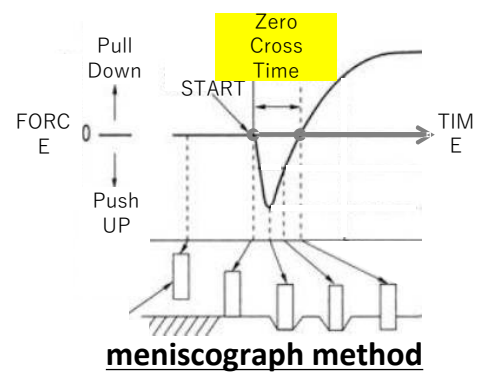 Zero
Cross
Time
Pull
Down
START
FORC
E
0
TIM
E
Push
UP
meniscograph method